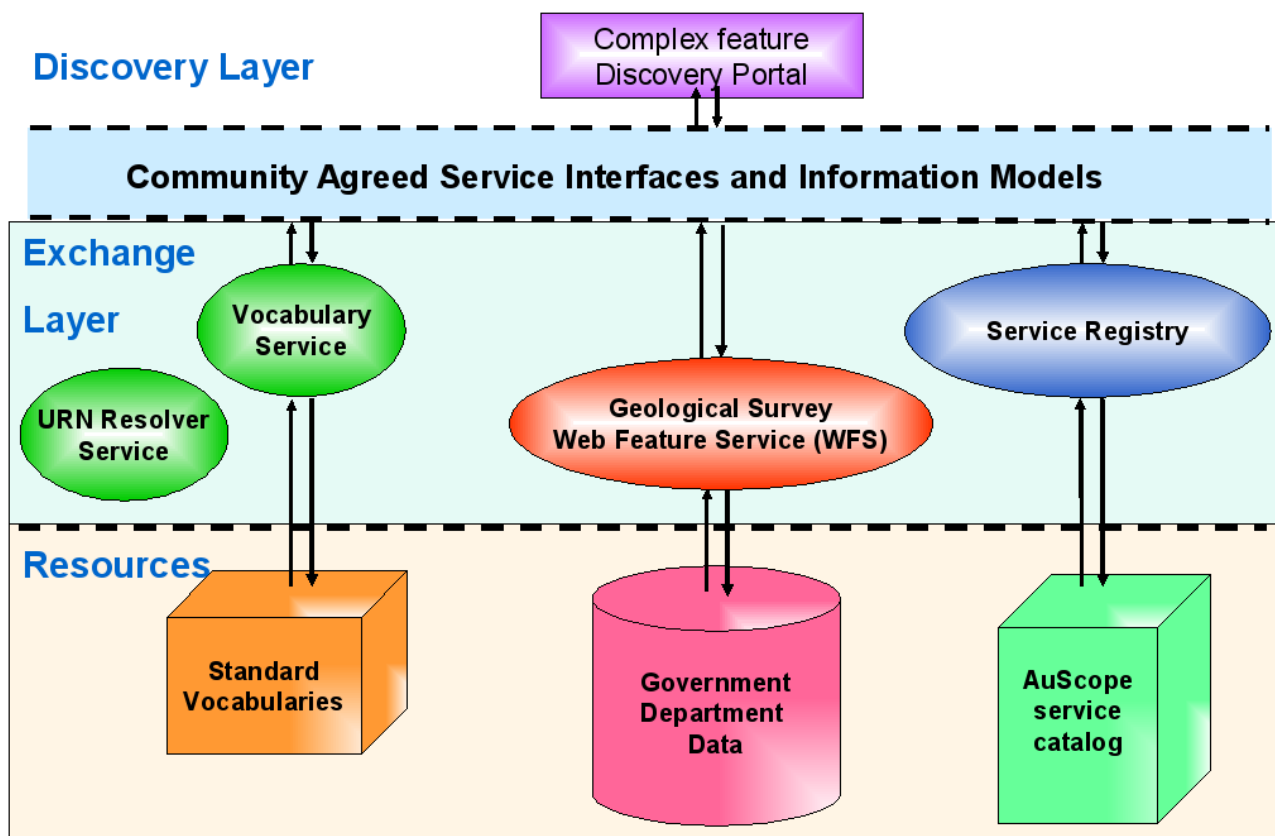 Complex feature
Discovery Portal
Discovery Layer
Community Agreed Service Interfaces and Information Models
Exchange
Layer
Vocabulary
Service
Service Registry
URN Resolver
Service
Geological Survey
Web Feature Service (WFS)
Resources
Standard
Vocabularies
Government
Department
Data
AuScope
service
catalog